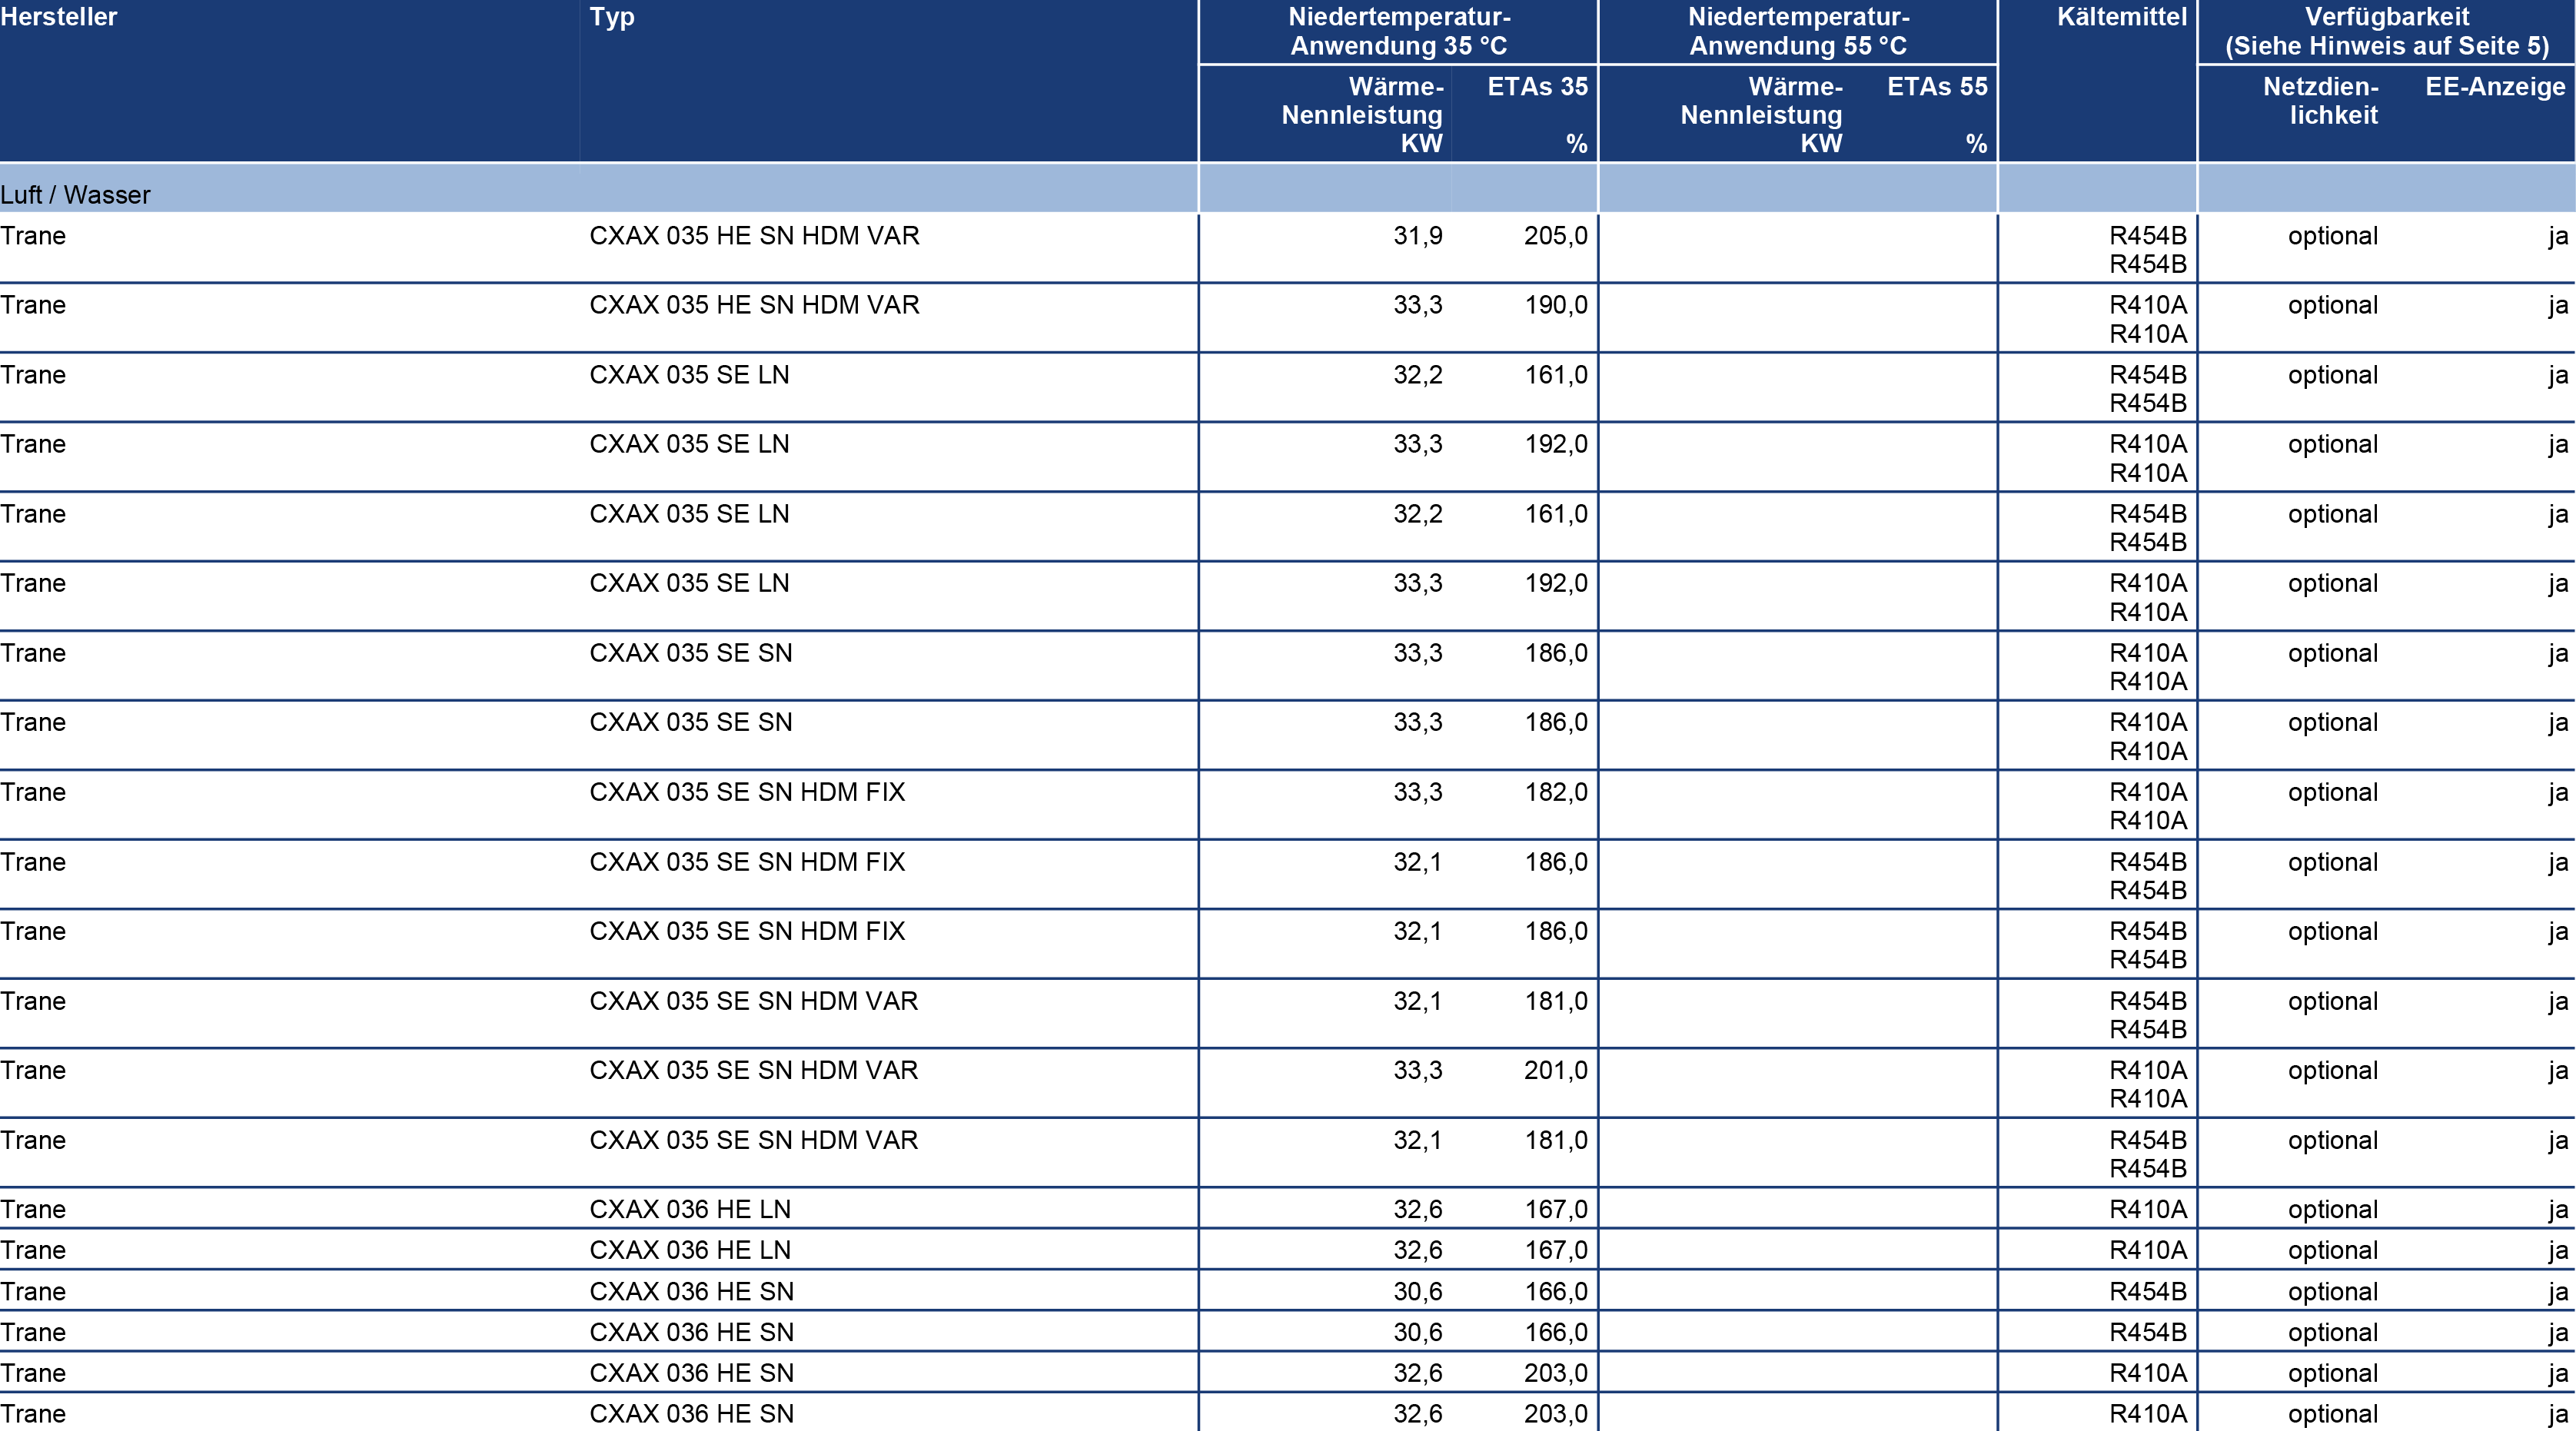 Hersteller Typ Niedertemperatur- Niedertemperatur- Kältemittel Verfügbarkeit
Anwendung 35 °C Anwendung 55 °C (Siehe Hinweis auf Seite 5)
Wärme- ETAs 35 Wärme- ETAs 55 Netzdien- EE-Anzeige
Nennleistung Nennleistung lichkeit
KW % KW %
Luft / Wasser
Trane CXAX 035 HE SN HDM VAR 31,9 205,0 R454B optional ja
R454B
Trane CXAX 035 HE SN HDM VAR 33,3 190,0 R410A optional ja
R410A
Trane CXAX 035 SE LN 32,2 161,0 R454B optional ja
R454B
Trane CXAX 035 SE LN 33,3 192,0 R410A optional ja
R410A
Trane CXAX 035 SE LN 32,2 161,0 R454B optional ja
R454B
Trane CXAX 035 SE LN 33,3 192,0 R410A optional ja
R410A
Trane CXAX 035 SE SN 33,3 186,0 R410A optional ja
R410A
Trane CXAX 035 SE SN 33,3 186,0 R410A optional ja
R410A
Trane CXAX 035 SE SN HDM FIX 33,3 182,0 R410A optional ja
R410A
Trane CXAX 035 SE SN HDM FIX 32,1 186,0 R454B optional ja
R454B
Trane CXAX 035 SE SN HDM FIX 32,1 186,0 R454B optional ja
R454B
Trane CXAX 035 SE SN HDM VAR 32,1 181,0 R454B optional ja
R454B
Trane CXAX 035 SE SN HDM VAR 33,3 201,0 R410A optional ja
R410A
Trane CXAX 035 SE SN HDM VAR 32,1 181,0 R454B optional ja
R454B
Trane CXAX 036 HE LN 32,6 167,0 R410A optional ja
Trane CXAX 036 HE LN 32,6 167,0 R410A optional ja
Trane CXAX 036 HE SN 30,6 166,0 R454B optional ja
Trane CXAX 036 HE SN 30,6 166,0 R454B optional ja
Trane CXAX 036 HE SN 32,6 203,0 R410A optional ja
Trane CXAX 036 HE SN 32,6 203,0 R410A optional ja